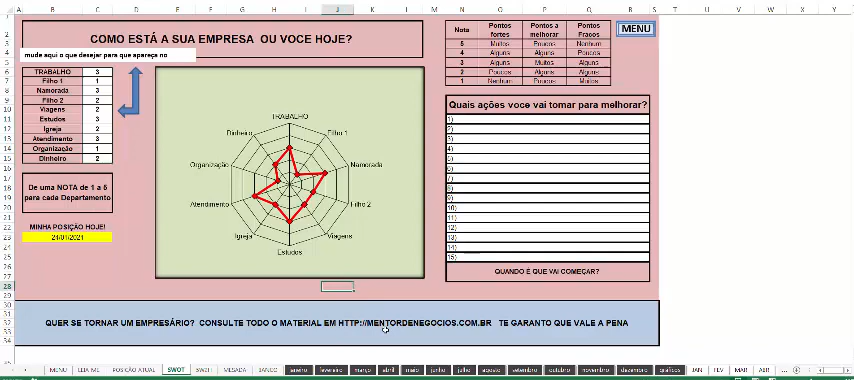 A B C D E F G H I J K L M N O P Q R S T U V W X Y
COMO ESTÁ A SUA EMPRESA OU VOCE HOJE?
mude aqui o que desejar para que apareça no
TRABALHO 3
Filho 1 1
Namorada 3
Filho 2 2
Viagens 2
Estudos 3
Igreja 2
Atendimento 3
Organização 1
Dinheiro 2
De uma NOTA de 1 a 5
para cada Departamento
MINHA POSIÇÃO HOJE!
24/01/2021
TRABALHO
Filho 1
Namorada
Filho 2
Viagens
Estudos
Igreja
Atendimento
Organização
Dinheiro
Nota Pontos fortes Pontos a melhorar Pontos Fracos
5 Muitos Poucos Nenhum
4 Alguns Alguns Poucos
3 Alguns Muitos Alguns
2 Poucos Alguns Alguns
1 Nenhum Poucos Muitos
MENU
Quais ações voce vai tomar para melhorar?
1)
2)
3)
4)
5)
6)
7)
8)
9)
10)
11)
12)
13)
14)
15)
QUANDO É QUE VAI COMEÇAR?
QUER SE TORNAR UM EMPRESÁRIO? CONSULTE TODO O MATERIAL EM HTTP://MENTORDENEGOCIOS.COM.BR TE GARANTO QUE VALE A PENA
MENU LEIA-ME POSIÇÃO ATUAL SWOT 5W2H MESADA BANCO janeiro fevereiro março abril maio junho julho agosto setembro outubro novembro dezembro gráficos JAN FEV MAR ABR ...